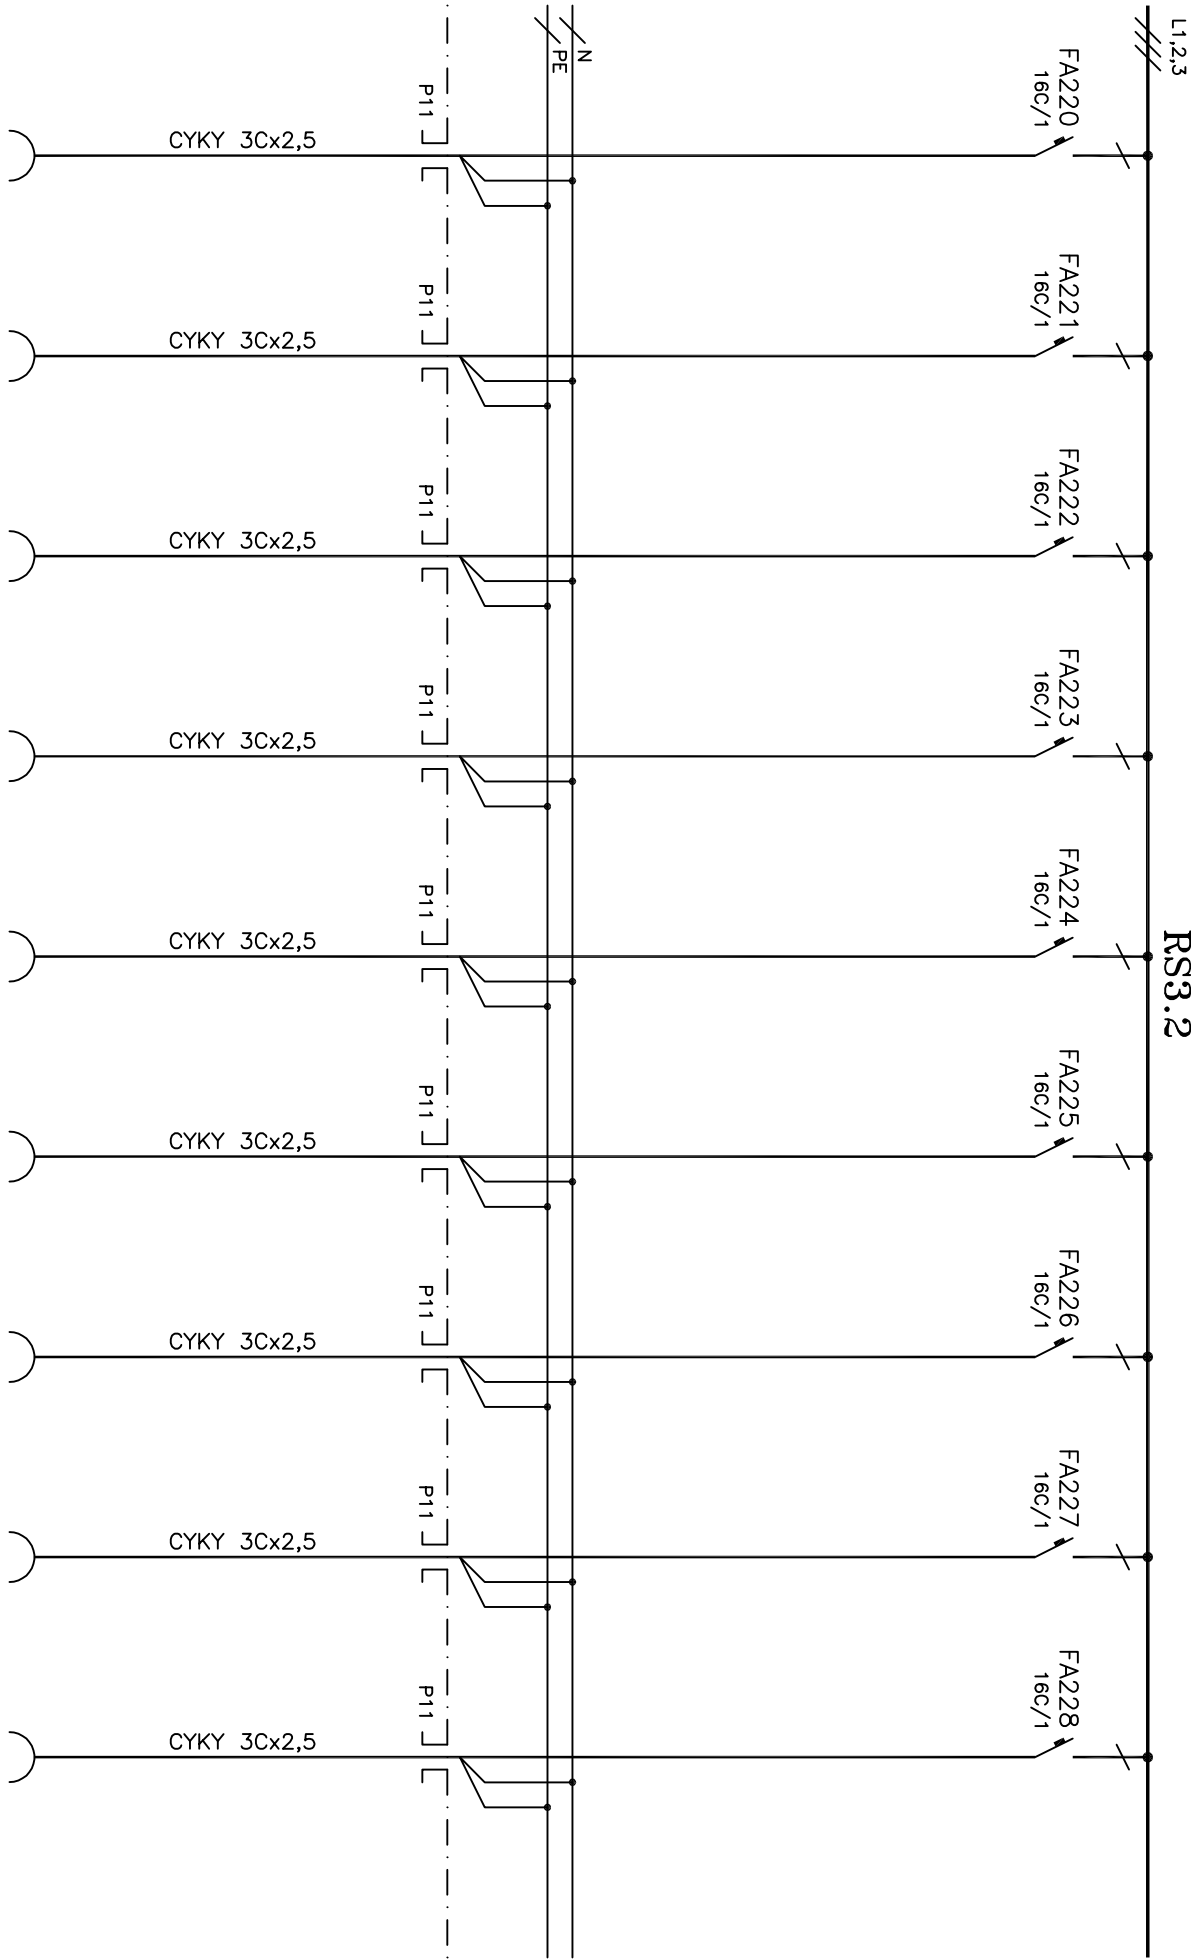 RS3.2
L1,2,3
N
PE
FA220
16C/1
P11
CYKY 3Cx2,5
FA221
16C/1
P11
CYKY 3Cx2,5
FA222
16C/1
P11
CYKY 3Cx2,5
FA223
16C/1
P11
CYKY 3Cx2,5
FA224
16C/1
P11
CYKY 3Cx2,5
FA225
16C/1
P11
CYKY 3Cx2,5
FA226
16C/1
P11
CYKY 3Cx2,5
FA227
16C/1
P11
CYKY 3Cx2,5
FA228
16C/1
P11
CYKY 3Cx2,5